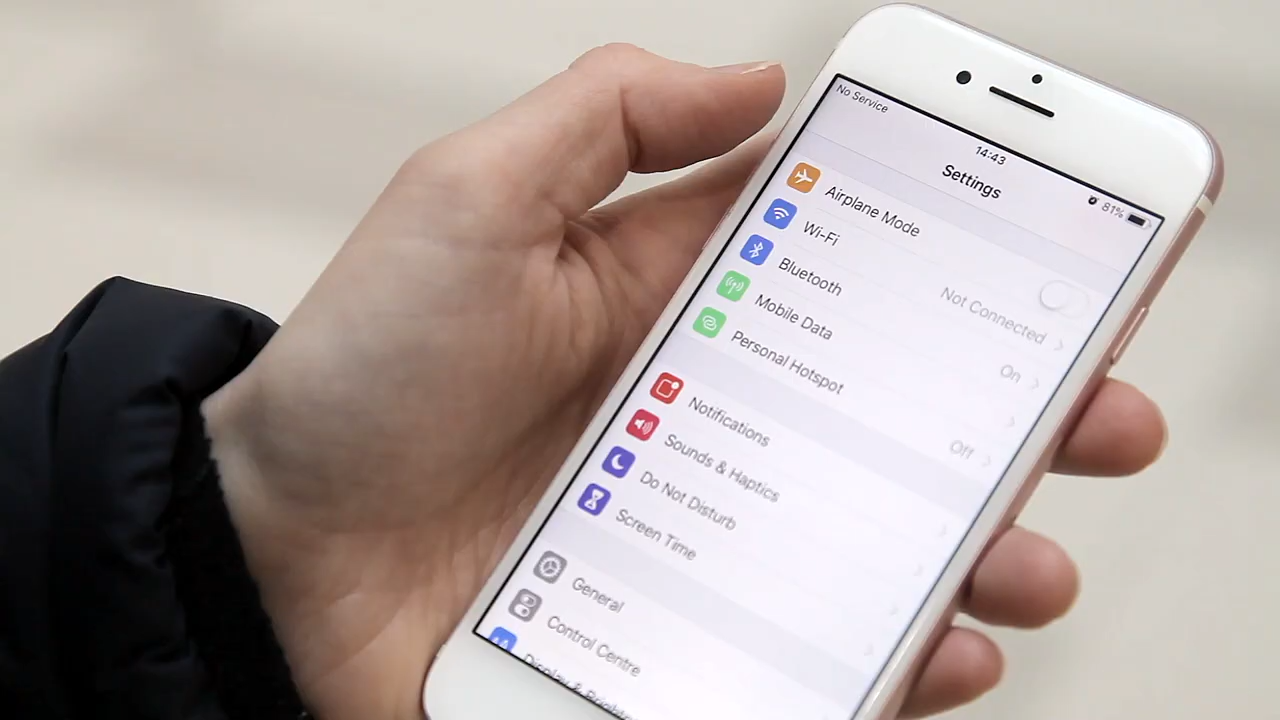 No Service
14:43
81%
Settings
Airplane Mode
Wi-Fi Not Connected
Bluetooth On
Mobile Data
Personal Hotspot Off
Notifications
Sounds & Haptics
Do Not Disturb
Screen Time
General
Control Centre
Display &